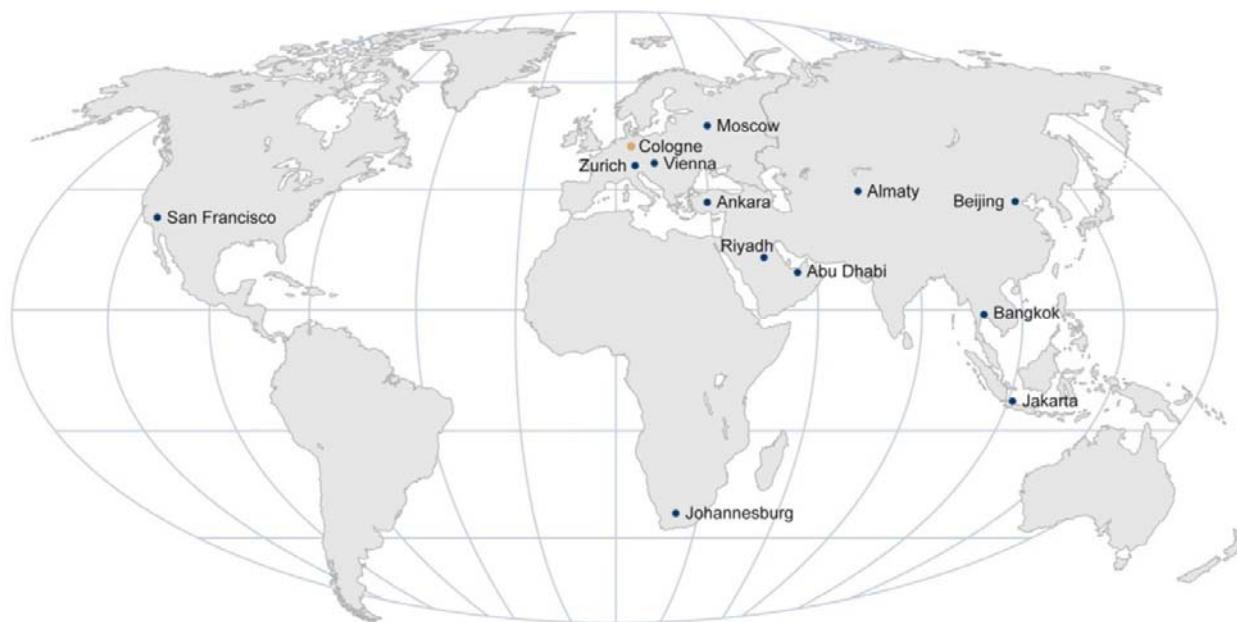 Moscow
Cologne
Zurich
Vienna
Almaty
Ankara
Beijing
San Francisco
Riyadh
Abu Dhabi
Bangkok
Jakarta
Johannesburg